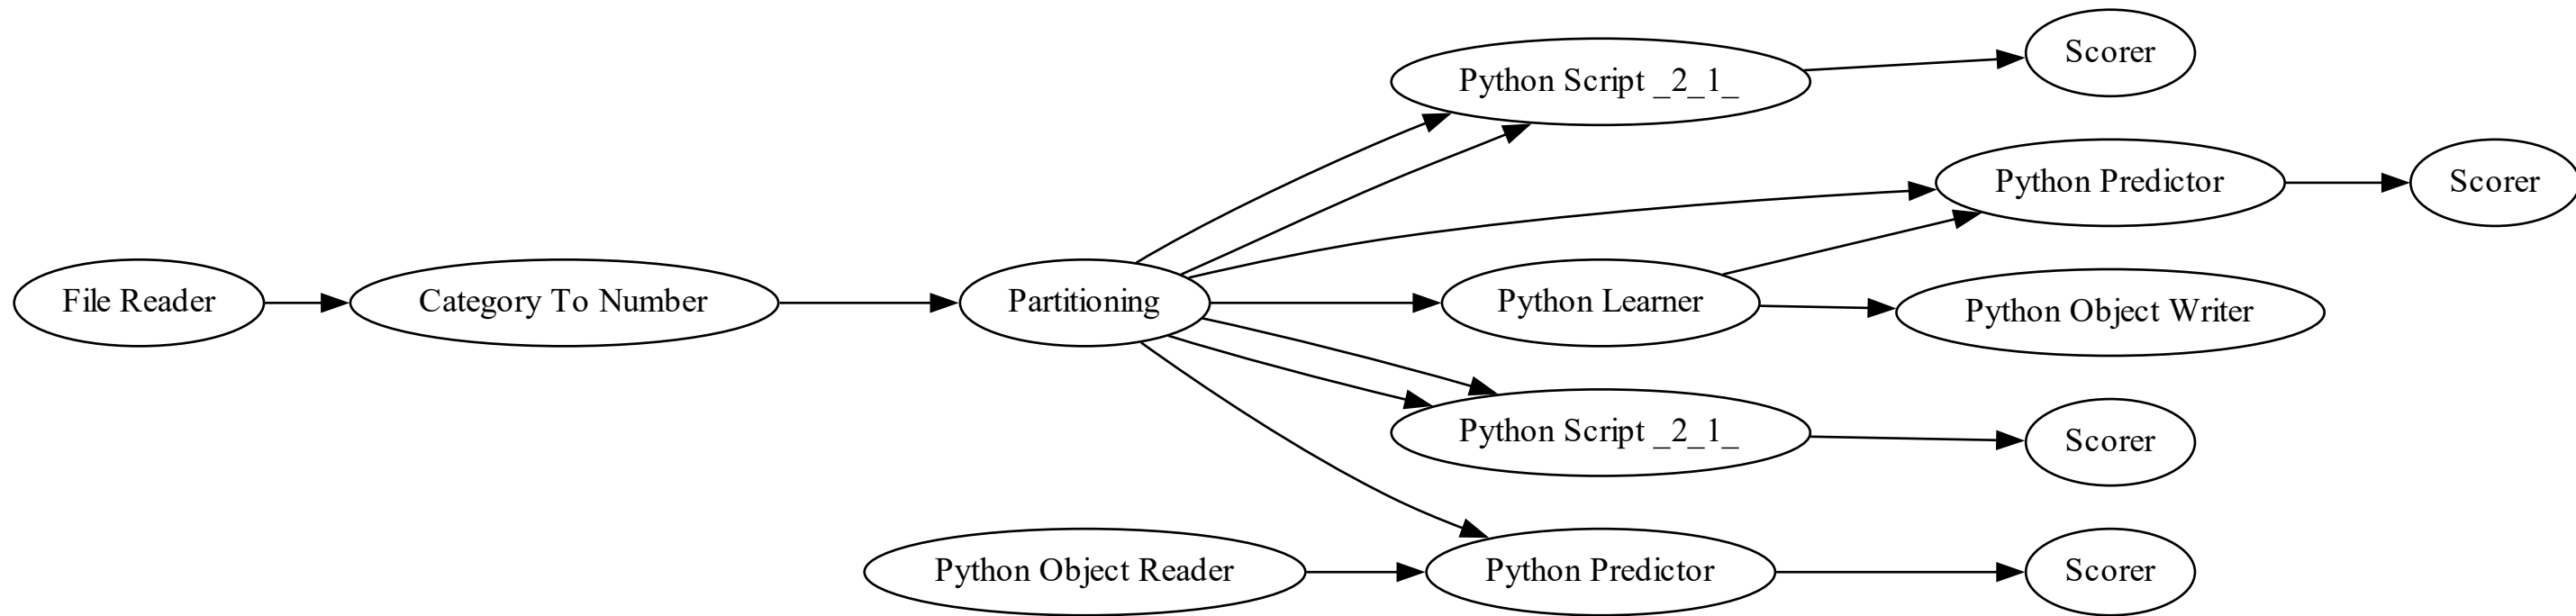 Scorer
Python Script _2_1_
Python Predictor
Scorer
File Reader
Category To Number
Partitioning
Python Learner
Python Object Writer
Python Script _2_1_
Scorer
Python Object Reader
Python Predictor
Scorer